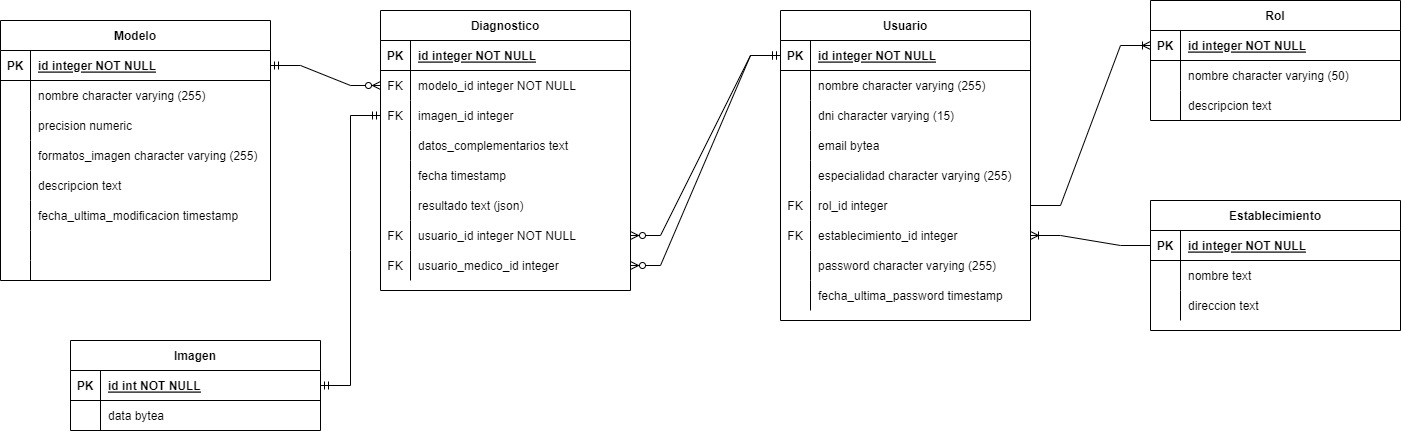 Modelo
PK id integer NOT NULL
nombre character varying (255)
precision numeric
formatos_imagen character varying (255)
descripcion text
fecha_ultima_modificacion timestamp
Diagnostico
PK id integer NOT NULL
FK modelo_id integer NOT NULL
FK imagen_id integer
datos_complementarios text
fecha timestamp
resultado text (json)
FK usuario_id integer NOT NULL
FK usuario_medico_id integer
Usuario
PK id integer NOT NULL
nombre character varying (255)
dni character varying (15)
email bytea
especialidad character varying (255)
FK rol_id integer
FK establecimiento_id integer
password character varying (255)
fecha_ultima_password timestamp
Rol
PK id integer NOT NULL
nombre character varying (50)
descripcion text
Establecimiento
PK id integer NOT NULL
nombre text
direccion text
Imagen
PK id int NOT NULL
data bytea